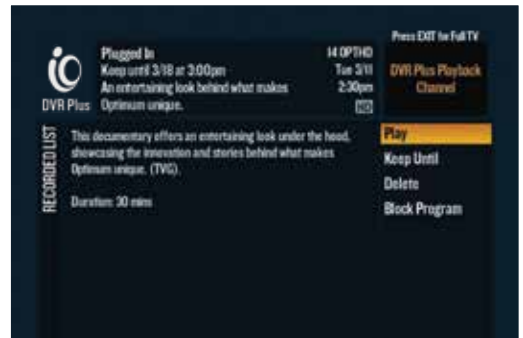 Press EXIT for Full TV
iO
DVR Plus
Plugged In
Keep until 3/18 at 3:00pm
An entertaining look behind what makes
Optimum unique.
14 OPTHD
Tue 3/11
2:30pm
HD
DVR Plus Playback
Channel
RECORDED LIST
This documentary offers an entertaining look under the hood,
showcasing the innovation and stories behind what makes
Optimum unique. (TVG).
Duration: 30 mins
Play
Keep Until
Delete
Block Program